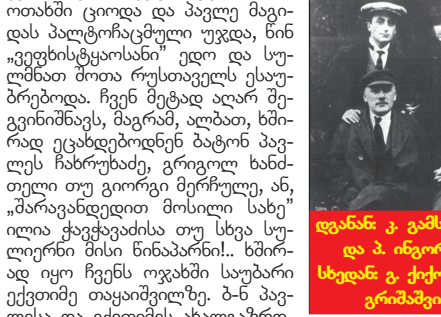 ოთახში ციოდა და პავლე მაგი-
დას პალტოჩაცმული უჯდა, წინ
„ვეფხისტყაოსანი” ედო და სუ-
ლმნათ შოთა რუსთაველს ესაუ-
ბრებოდა. ჩვენ მეტად აღარ შე-
გვინიშნავს, მაგრამ, ალბათ, ხში-
რად ეცახდებოდნენ ბატონ პავ-
ლეს ჩახრუხაძე, გრიგოლ ხანძ-
თელი თუ გიორგი მერჩულე, ან,
„შარავანდედით მოსილი სახე”
ილია ჭავჭავაძისა თუ სხვა სუ-
ლიერნი მისი წინაპარნი!.. ხშირ-
ად იყო ჩვენს ოჯახში საუბარი
ექვთიმე თაყაიშვილზე. ბ-ნ პავ-
დგანან: კ. გამს
და პ. ინგორ
სხედან: გ. ქიქო
გრიშაშვი